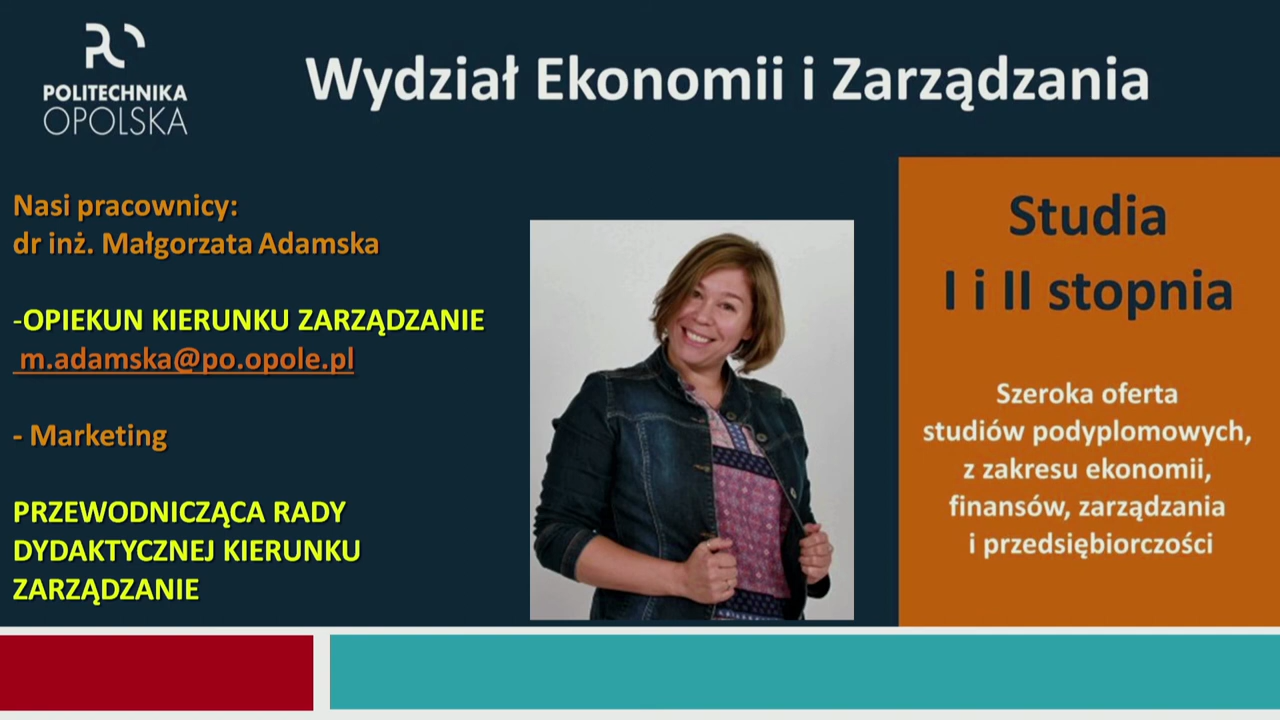 POLITECHNIKA
OPOLSKA
Wydział Ekonomii i Zarządzania
Nasi pracownicy:
dr inż. Małgorzata Adamska
-OPIEKUN KIERUNKU ZARZĄDZANIE
m.adamska@po.opole.pl
- Marketing
PRZEWODNICZĄCA RADY
DYDAKTYCZNEJ KIERUNKU
ZARZĄDZANIE
Studia
I i II stopnia
Szeroka oferta
studiów podyplomowych,
z zakresu ekonomii,
finansów, zarządzania
i przedsiębiorczości